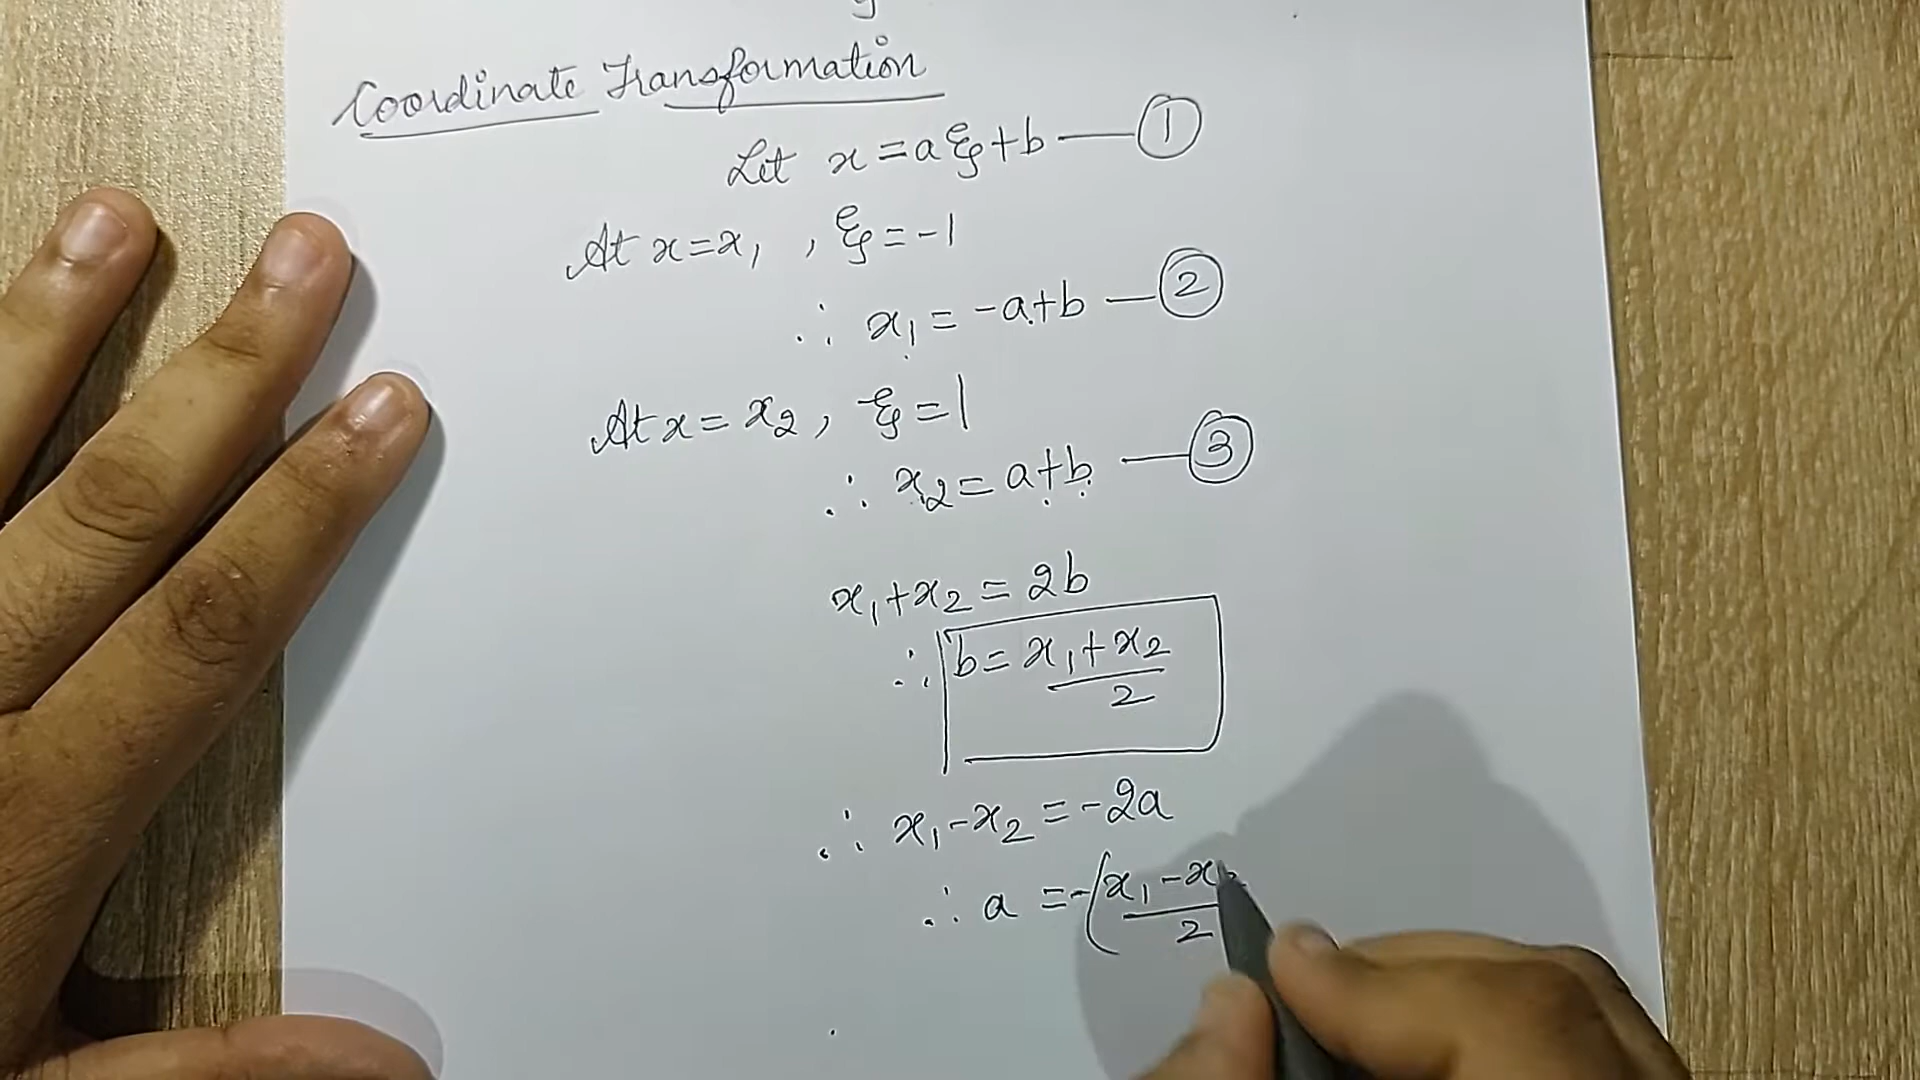 Coordinate Transformation
Let x = aξ + b — ①
At x = x₁ , ξ = -1
∴ x₁ = -a + b — ②
At x = x₂ , ξ = 1
∴ x₂ = a + b — ③
x₁ + x₂ = 2b
∴ b = (x₁ + x₂)/2
∴ x₁ - x₂ = -2a
∴ a = -(x₁ - x₂)/2